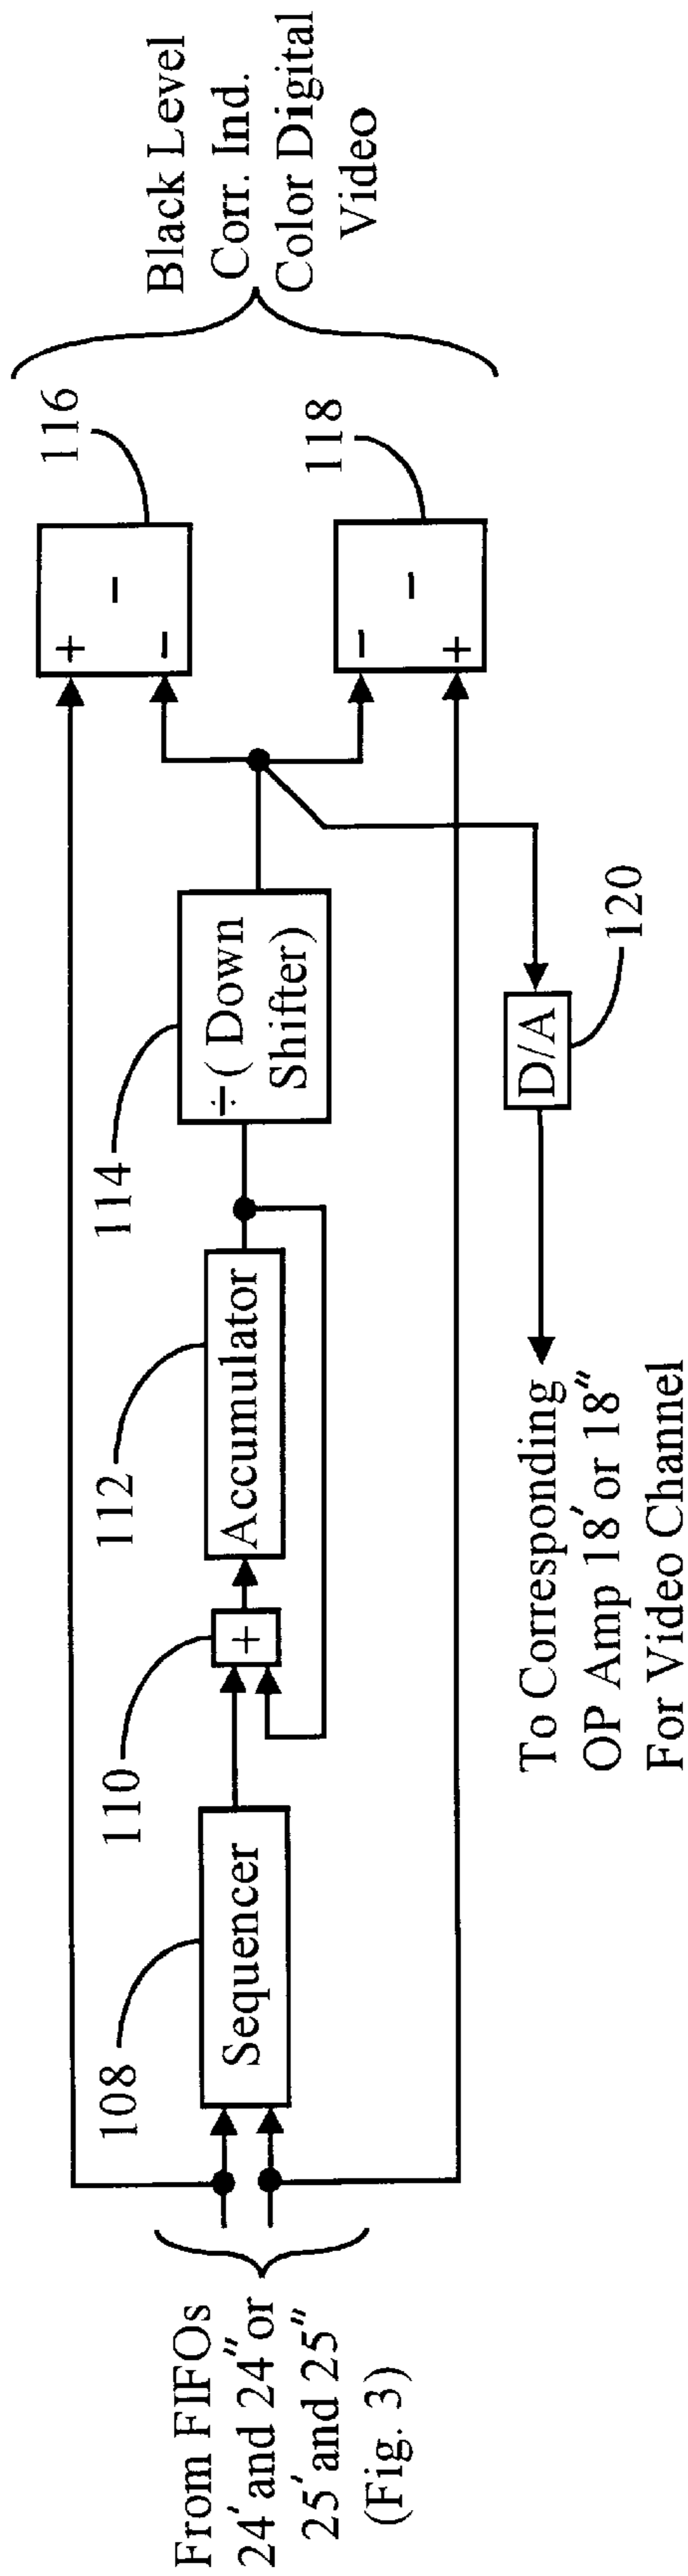 From FIFOs
24′ and 24″ or
25′ and 25″
(Fig. 3)
108
Sequencer
110
+
112
Accumulator
114
÷ ( Down
Shifter)
116
+
-
-
118
-
-
+
Black Level
Corr. Ind.
Color Digital
Video
120
D/A
To Corresponding
OP Amp 18′ or 18″
For Video Channel